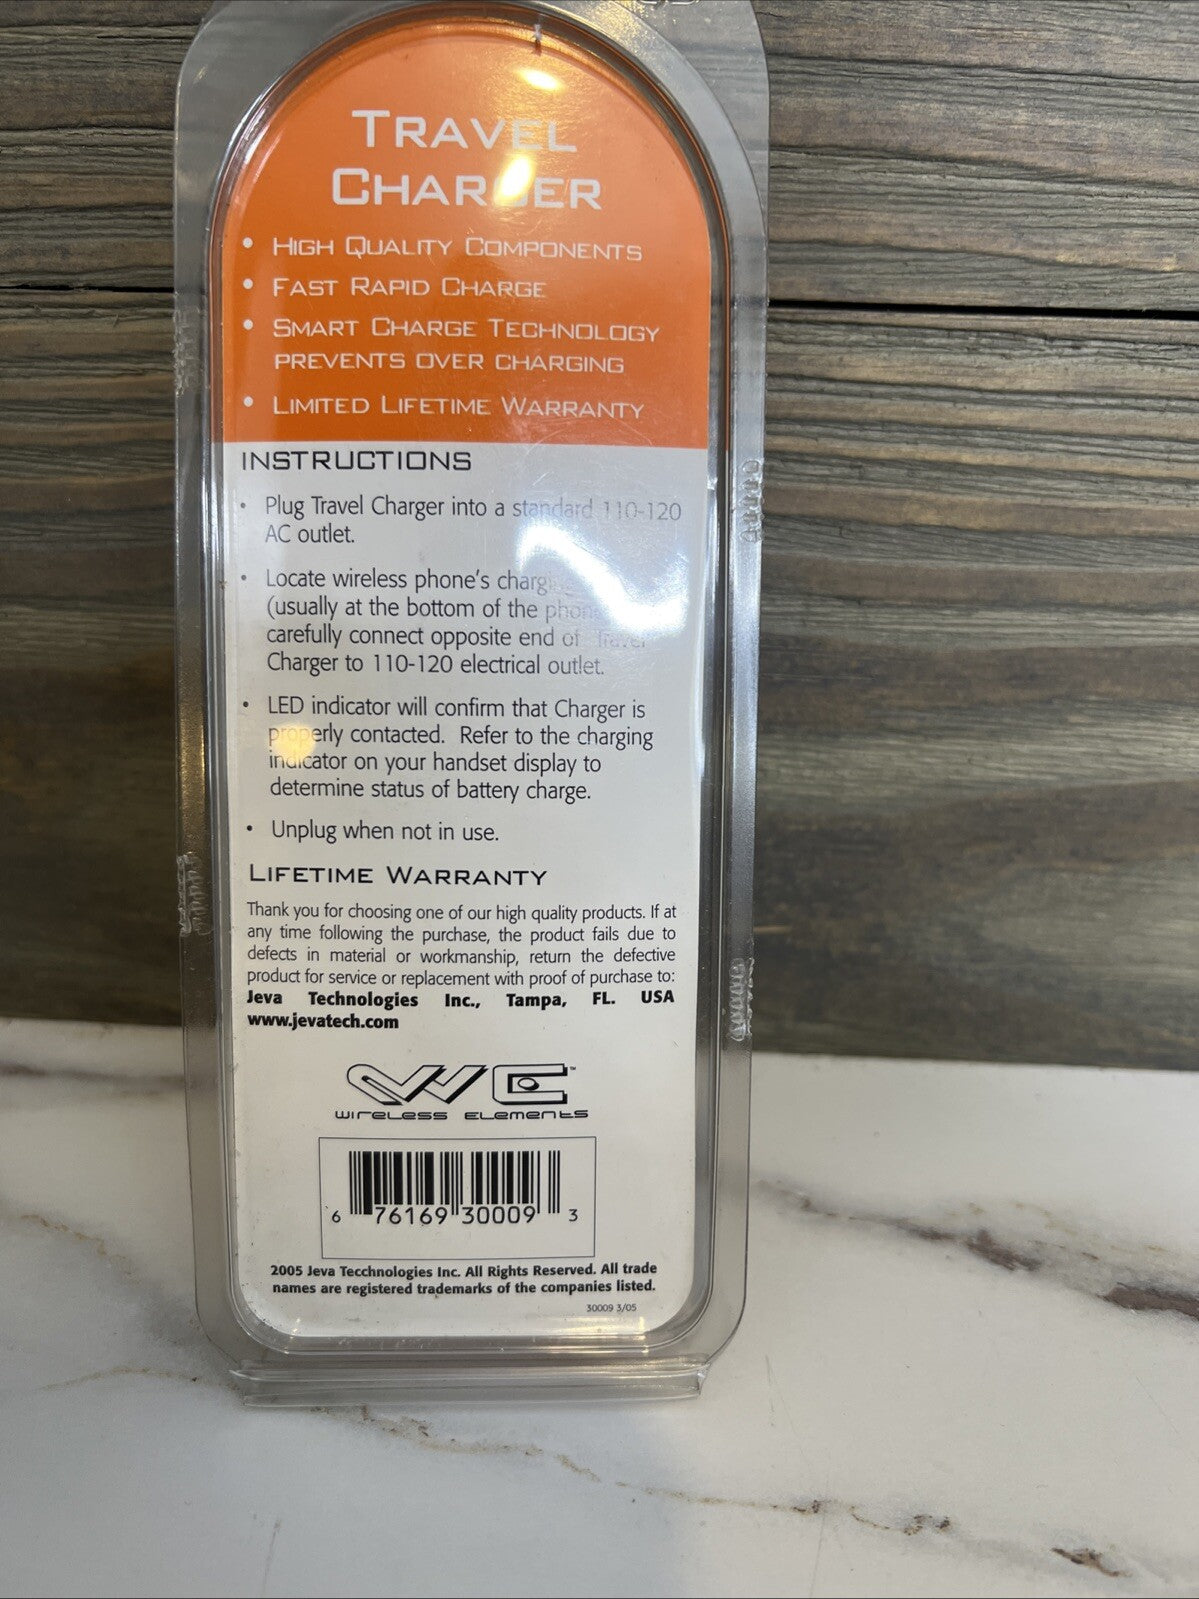 TRAVEL
CHARGER
• HIGH QUALITY COMPONENTS
• FAST RAPID CHARGE
• SMART CHARGE TECHNOLOGY
PREVENTS OVER CHARGING
• LIMITED LIFETIME WARRANTY
INSTRUCTIONS
• Plug Travel Charger into a standard 110-120
AC outlet.
• Locate wireless phone's
(usually at the bottom of the
carefully connect opposite end of Travel
Charger to 110-120 electrical outlet.
• LED indicator will confirm that Charger is
properly contacted. Refer to the charging
indicator on your handset display to
determine status of battery charge.
• Unplug when not in use.
LIFETIME WARRANTY
Thank you for choosing one of our high quality products. If at
any time following the purchase, the product fails due to
defects in material or workmanship, return the defective
product for service or replacement with proof of purchase to:
Jeva Technologies Inc., Tampa, FL. USA
www.jevatech.com
WE™
wireless elements
6 76169 30009 3
2005 Jeva Tecchnologies Inc. All Rights Reserved. All trade
names are registered trademarks of the companies listed.
30009 3/05